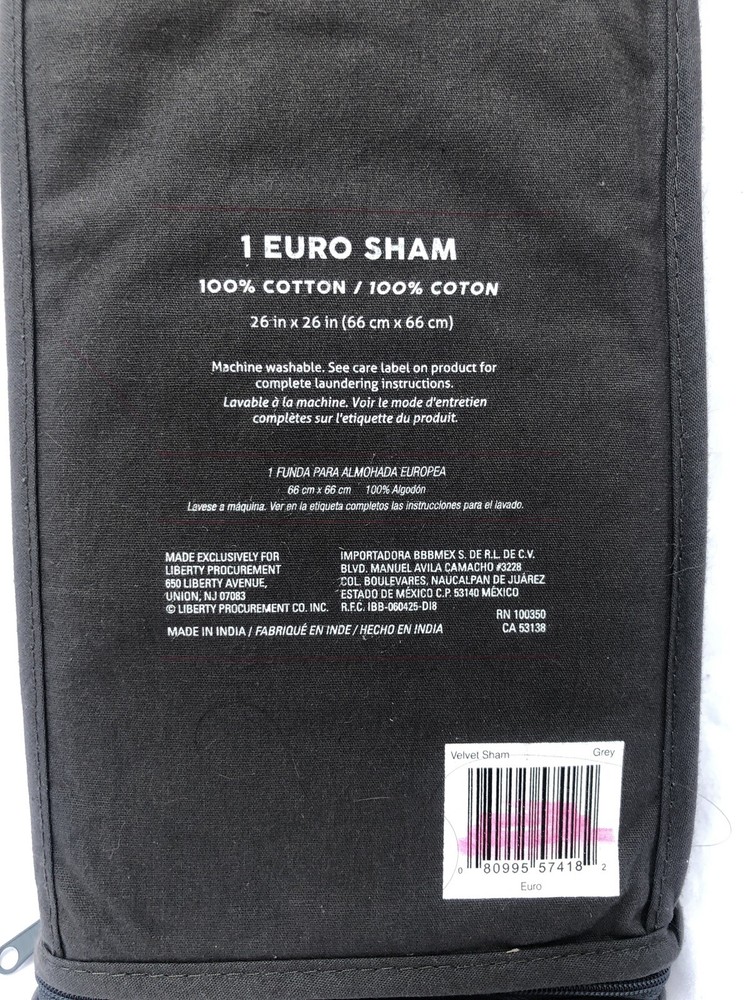 1 EURO SHAM
100% COTTON / 100% COTON
26 in x 26 in (66 cm x 66 cm)
Machine washable. See care label on product for
complete laundering instructions.
Lavable à la machine. Voir le mode d'entretien
complètes sur l'etiquette du produit.
1 FUNDA PARA ALMOHADA EUROPEA
66 cm x 66 cm 100% Algodón
Lavese a máquina. Ver en la etiqueta completos las instrucciones para el lavado.
MADE EXCLUSIVELY FOR
LIBERTY PROCUREMENT
650 LIBERTY AVENUE,
UNION, NJ 07083
© LIBERTY PROCUREMENT CO. INC.
IMPORTADORA BBBMEX S. DE R.L. DE C.V.
BLVD. MANUEL AVILA CAMACHO #3228
COL. BOULEVARES, NAUCALPAN DE JUÁREZ
ESTADO DE MÉXICO C.P. 53140 MÉXICO
R.F.C. IBB-060425-DI8
RN 100350
CA 53138
MADE IN INDIA / FABRIQUÉ EN INDE / HECHO EN INDIA
Velvet Sham Grey
0 80995 57418 2
Euro